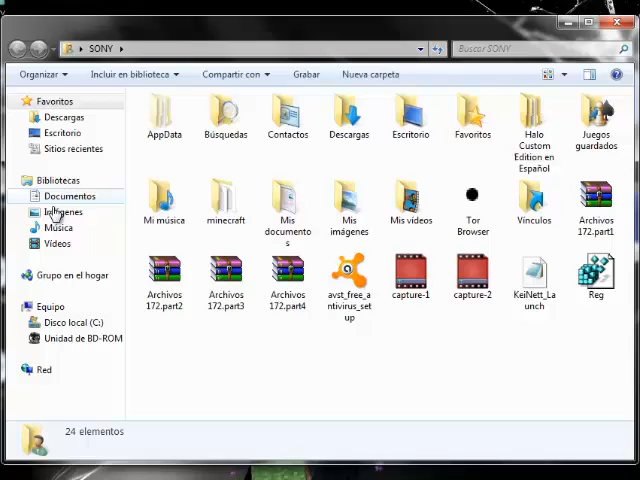 SONY
Buscar SONY
Organizar
Incluir en biblioteca
Compartir con
Grabar
Nueva carpeta
Favoritos
Descargas
Escritorio
Sitios recientes
Bibliotecas
Documentos
Imágenes
Música
Vídeos
Grupo en el hogar
Equipo
Disco local (C:)
Unidad de BD-ROM
Red
AppData
Búsquedas
Contactos
Descargas
Escritorio
Favoritos
Halo
Custom
Edition en
Español
Juegos
guardados
Mi música
minecraft
Mis
documento
s
Mis
imágenes
Mis vídeos
Tor
Browser
Vínculos
Archivos
172.part1
Archivos
172.part2
Archivos
172.part3
Archivos
172.part4
avst_free_a
ntivirus_set
up
capture-1
capture-2
KeiNett_La
unch
Reg
24 elementos